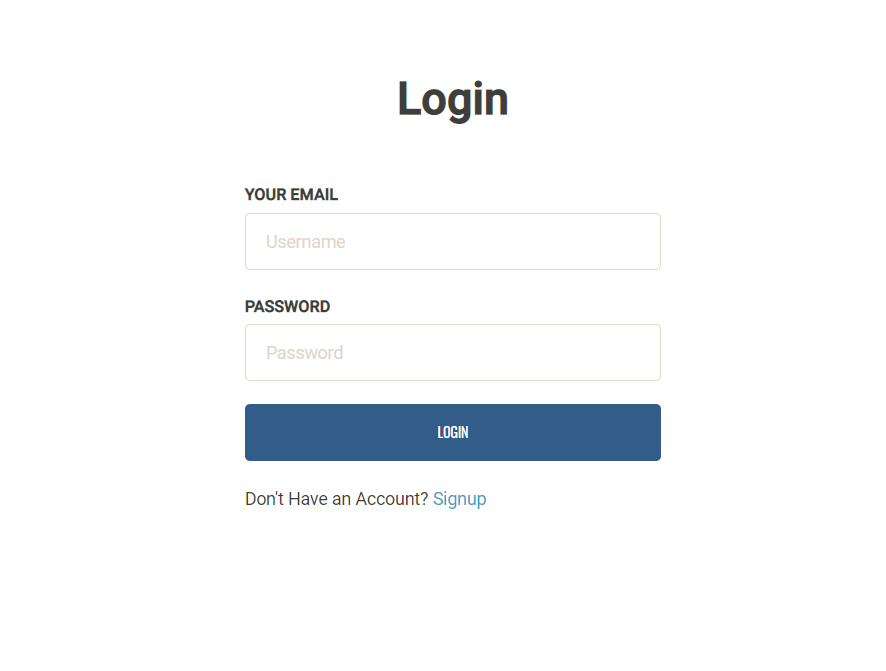 Login
YOUR EMAIL
Username
PASSWORD
Password
LOGIN
Don't Have an Account? Signup